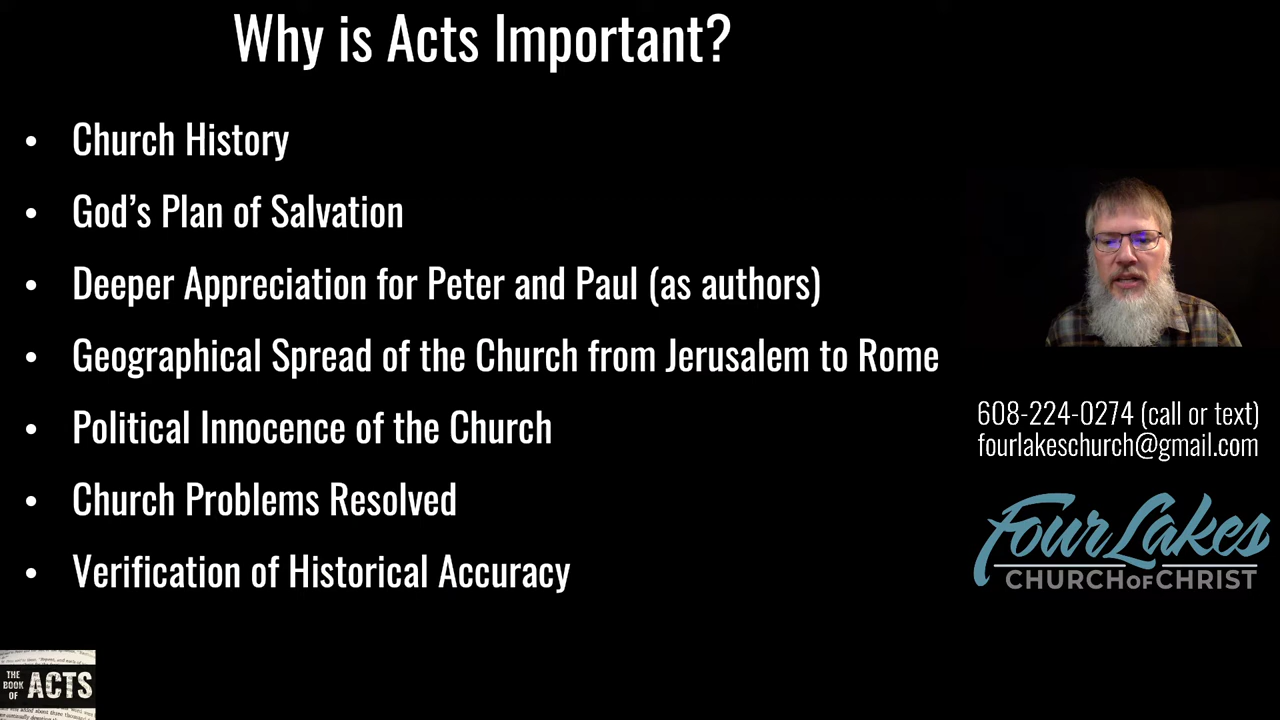 Why is Acts Important?
• Church History
• God’s Plan of Salvation
• Deeper Appreciation for Peter and Paul (as authors)
• Geographical Spread of the Church from Jerusalem to Rome
• Political Innocence of the Church
• Church Problems Resolved
• Verification of Historical Accuracy
608-224-0274 (call or text)
fourlakeschurch@gmail.com
Four Lakes
CHURCH OF CHRIST
THE
BOOK
OF
ACTS